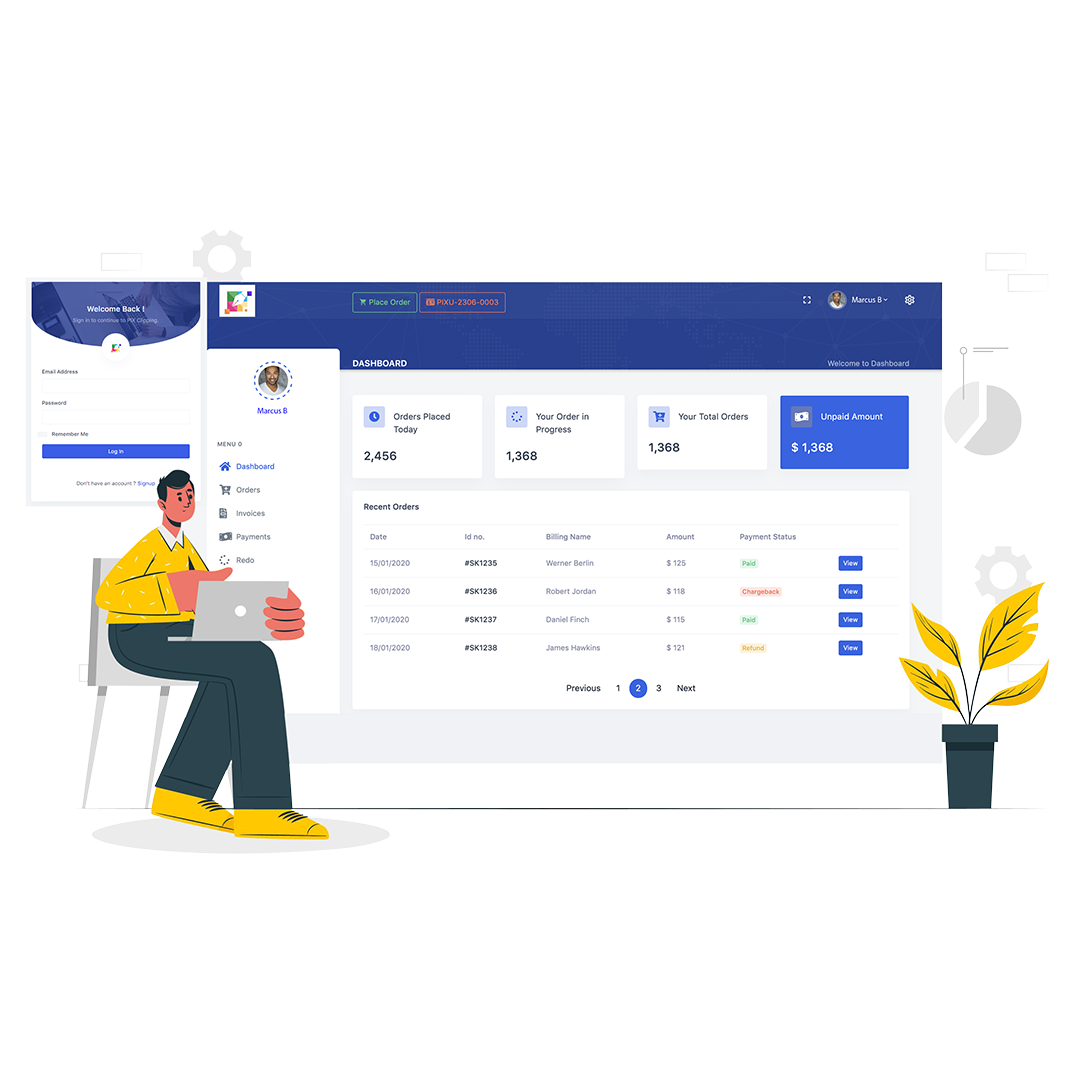 Welcome Back !
Sign in to continue to PIX Clipping.
Email Address
Password
Remember Me
Log In
Don't have an account ? Signup
Place Order
PIXU-2306-0003
Marcus B
DASHBOARD
Welcome to Dashboard
Marcus B
MENU 0
Dashboard
Orders
Invoices
Payments
Redo
Orders Placed
Today
2,456
Your Order in
Progress
1,368
Your Total Orders
1,368
Unpaid Amount
$ 1,368
Recent Orders
Date Id no. Billing Name Amount Payment Status
15/01/2020 #SK1235 Werner Berlin $ 125 Paid View
16/01/2020 #SK1236 Robert Jordan $ 118 Chargeback View
17/01/2020 #SK1237 Daniel Finch $ 115 Paid View
18/01/2020 #SK1238 James Hawkins $ 121 Refund View
Previous 1 2 3 Next